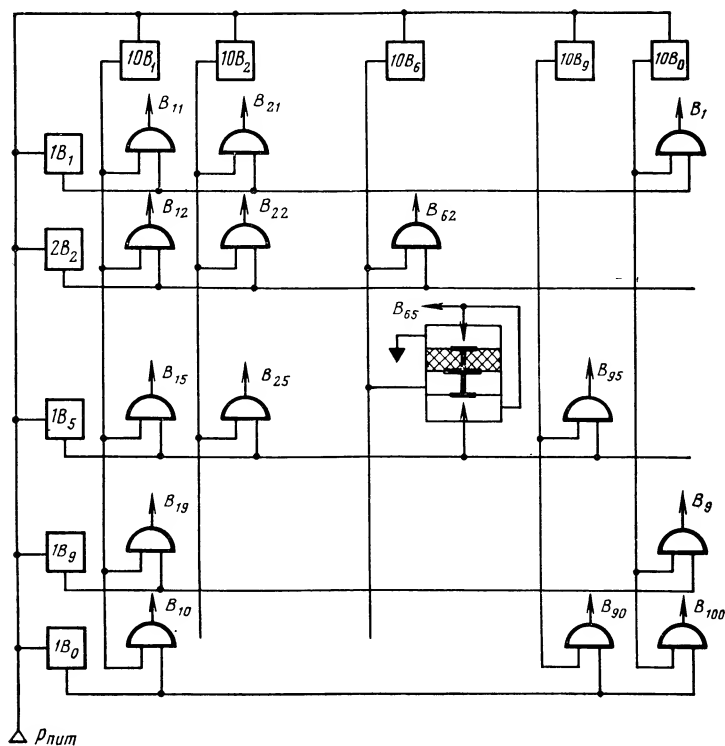 10B₁ 10B₂ 10B₆ 10B₉ 10B₀
B₁₁ B₂₁ B₁
1B₁
B₁₂ B₂₂ B₆₂
2B₂
B₆₅
B₁₅ B₂₅ B₉₅
1B₅
B₁₉ B₉
1B₉
B₁₀ B₉₀ B₁₀₀
1B₀
Pпит